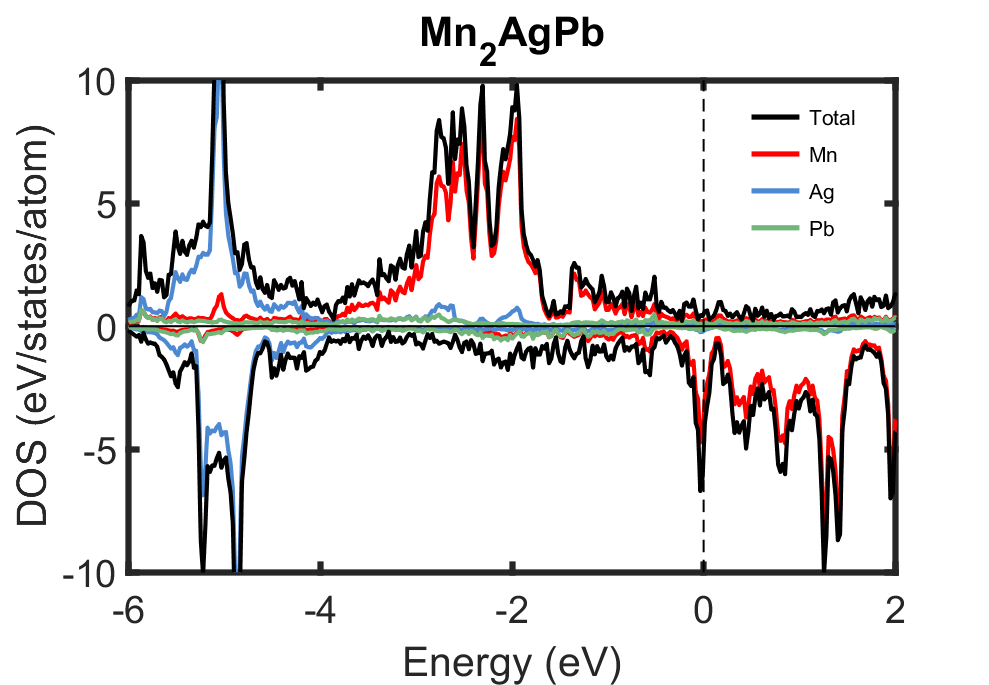 Mn2AgPb
10
5
0
-5
-10
DOS (eV/states/atom)
Total
Mn
Ag
Pb
-6 -4 -2 0 2
Energy (eV)